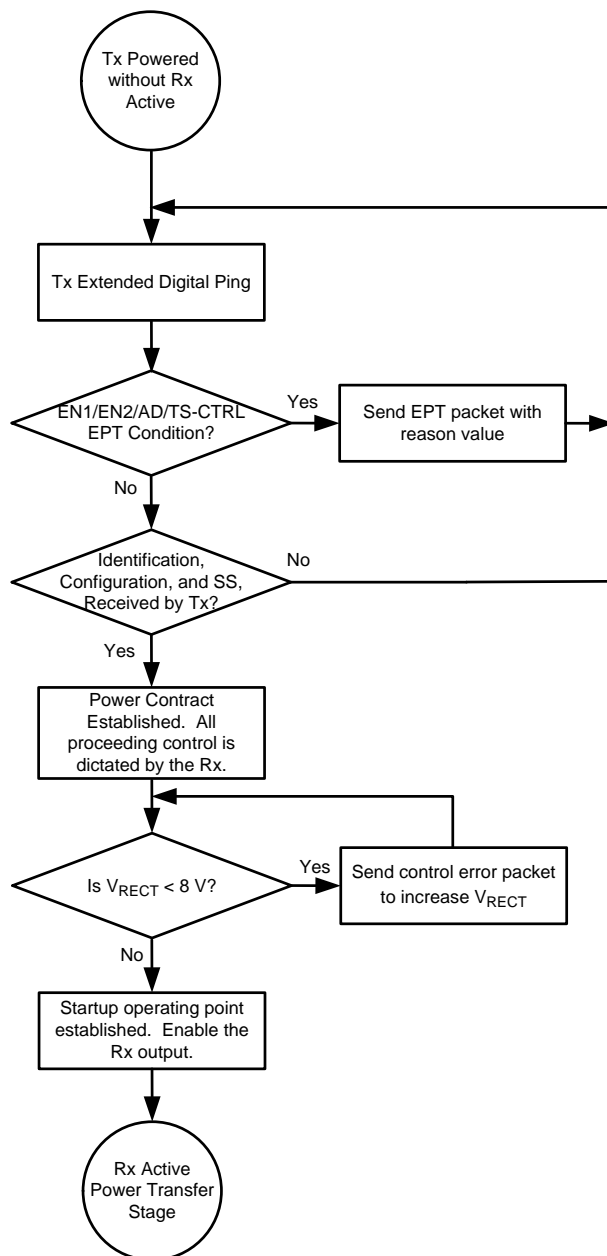 Tx Powered
without Rx
Active
Tx Extended Digital Ping
EN1/EN2/AD/TS-CTRL
EPT Condition?
Yes
Send EPT packet with
reason value
No
Identification,
Configuration, and SS,
Received by Tx?
No
Yes
Power Contract
Established.  All
proceeding control is
dictated by the Rx.
Is VRECT < 8 V?
Yes
Send control error packet
to increase VRECT
No
Startup operating point
established.  Enable the
Rx output.
Rx Active
Power Transfer
Stage